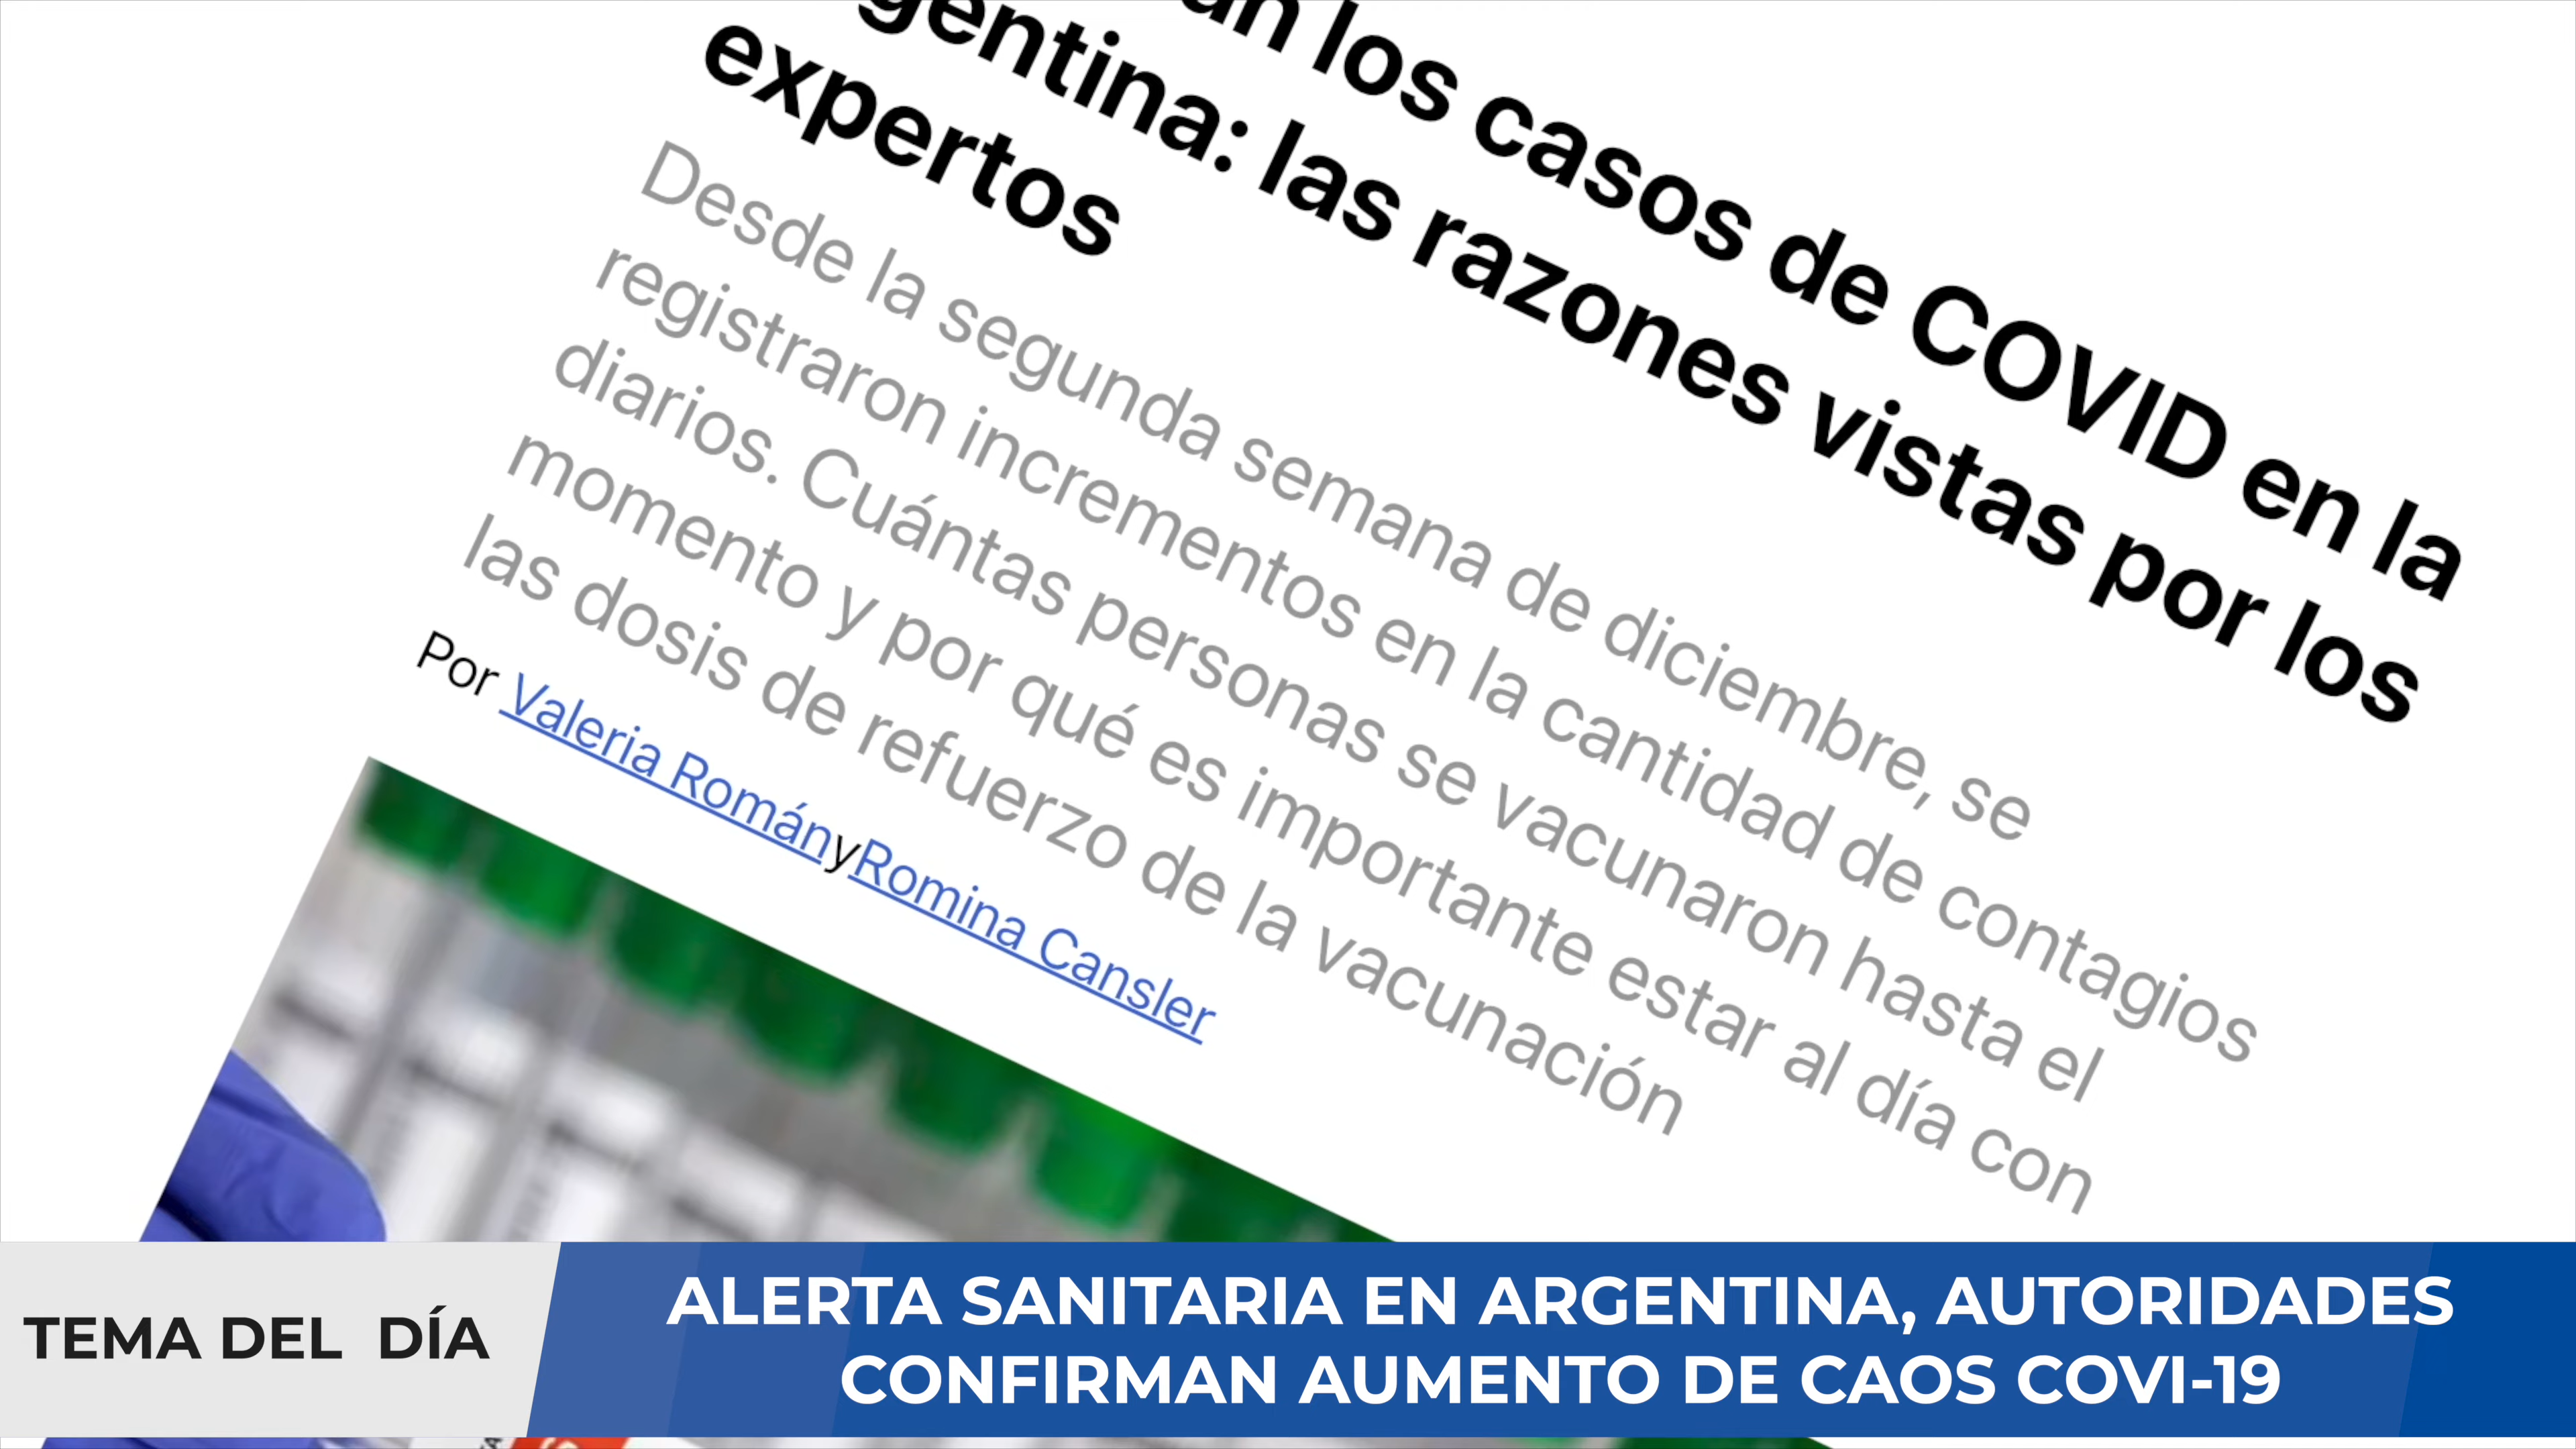 los casos de COVID en la
gentina: las razones vistas por los
expertos
Desde la segunda semana de diciembre, se
registraron incrementos en la cantidad de contagios
diarios. Cuántas personas se vacunaron hasta el
momento y por qué es importante estar al día con
las dosis de refuerzo de la vacunación
Por Valeria RományRomina Cansler
TEMA DEL DÍA
ALERTA SANITARIA EN ARGENTINA, AUTORIDADES
CONFIRMAN AUMENTO DE CAOS COVI-19